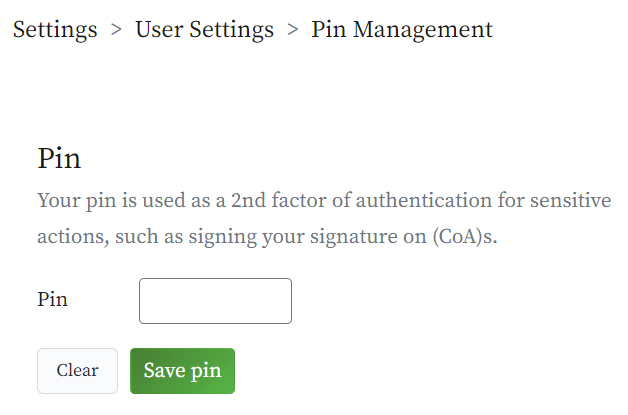 Settings > User Settings > Pin Management
Pin
Your pin is used as a 2nd factor of authentication for sensitive
actions, such as signing your signature on (CoA)s.
Pin
Clear Save pin